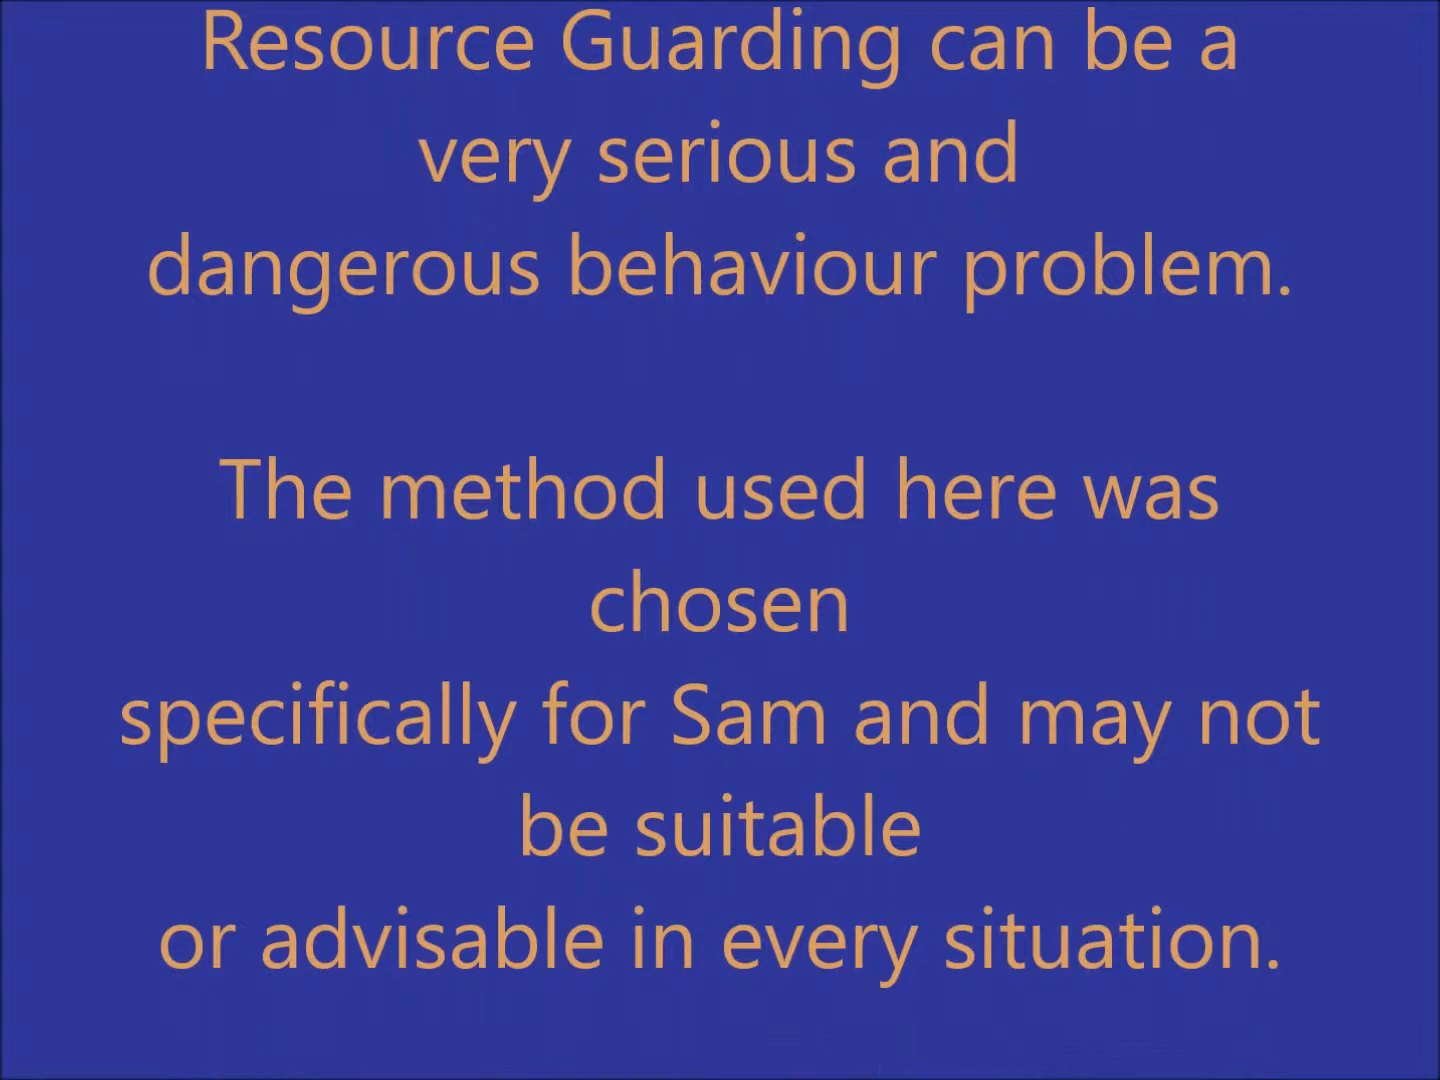 Resource Guarding can be a
very serious and
dangerous behaviour problem.
The method used here was
chosen
specifically for Sam and may not
be suitable
or advisable in every situation.